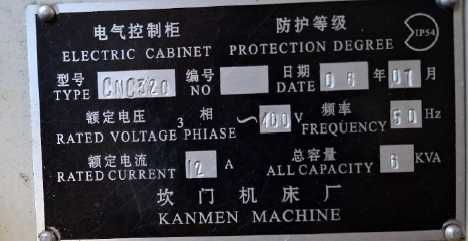 电气控制柜 防护等级
ELECTRIC CABINET PROTECTION DEGREE IP54
型号 CNC320 编号 日期 06 年 07 月
TYPE NO DATE
额定电压 3 相 ~ 400 V 频率 50 Hz
RATED VOLTAGE PHIASE FREQUENCY
额定电流 12 A 总容量 6 KVA
RATED CURRENT ALL CAPACITY
坎门机床厂
KANMEN MACHINE